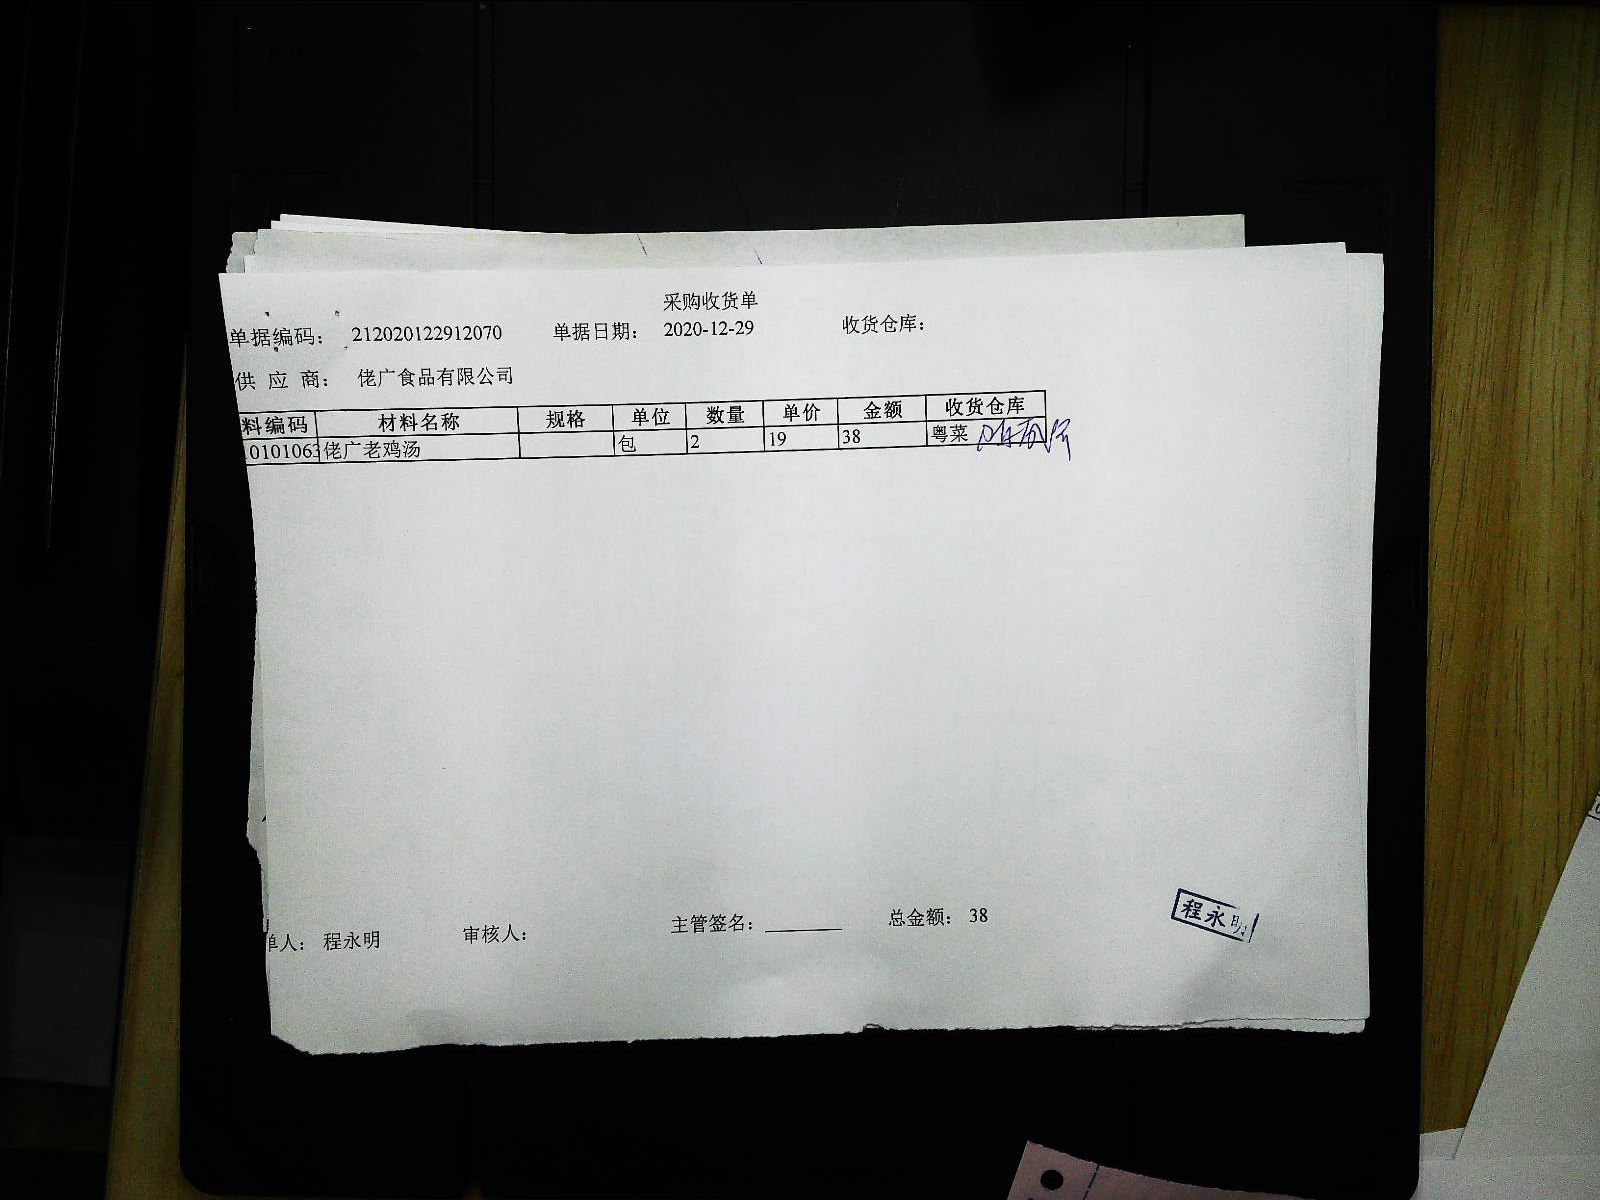 采购收货单
单据编码： 212020122912070 单据日期： 2020-12-29 收货仓库：
供 应 商： 佬广食品有限公司
料编码 材料名称 规格 单位 数量 单价 金额 收货仓库
0101063 佬广老鸡汤 包 2 19 38 粤菜
单人： 程永明 审核人： 主管签名： 总金额： 38
程永明